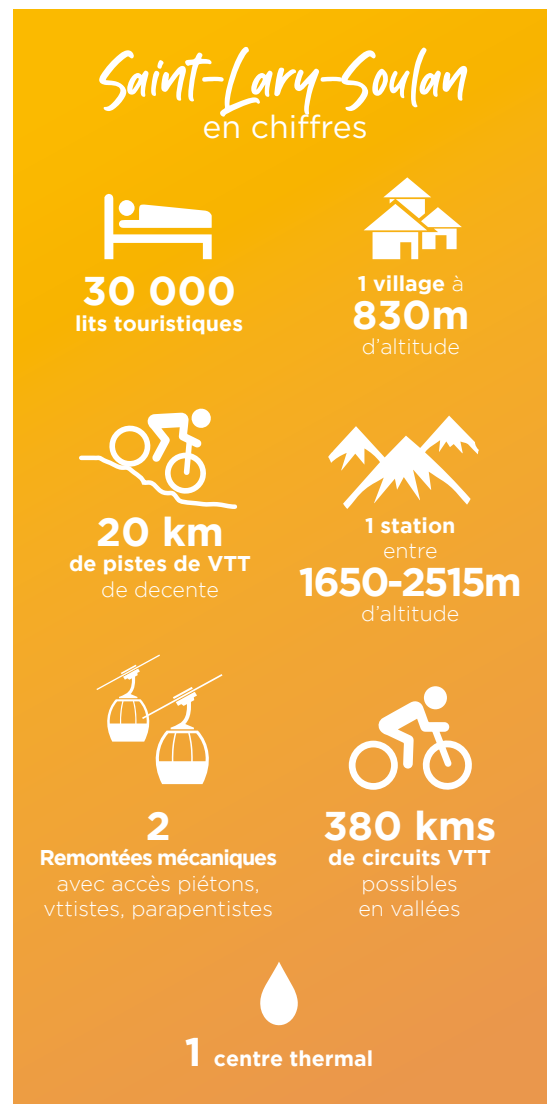 Saint-Lary-Soulan
en chiffres
30 000
lits touristiques
1 village à
830m
d'altitude
20 km
de pistes de VTT
de decente
1 station
entre
1650-2515m
d'altitude
2
Remontées mécaniques
avec accès piétons,
vttistes, parapentistes
380 kms
de circuits VTT
possibles
en vallées
1 centre thermal